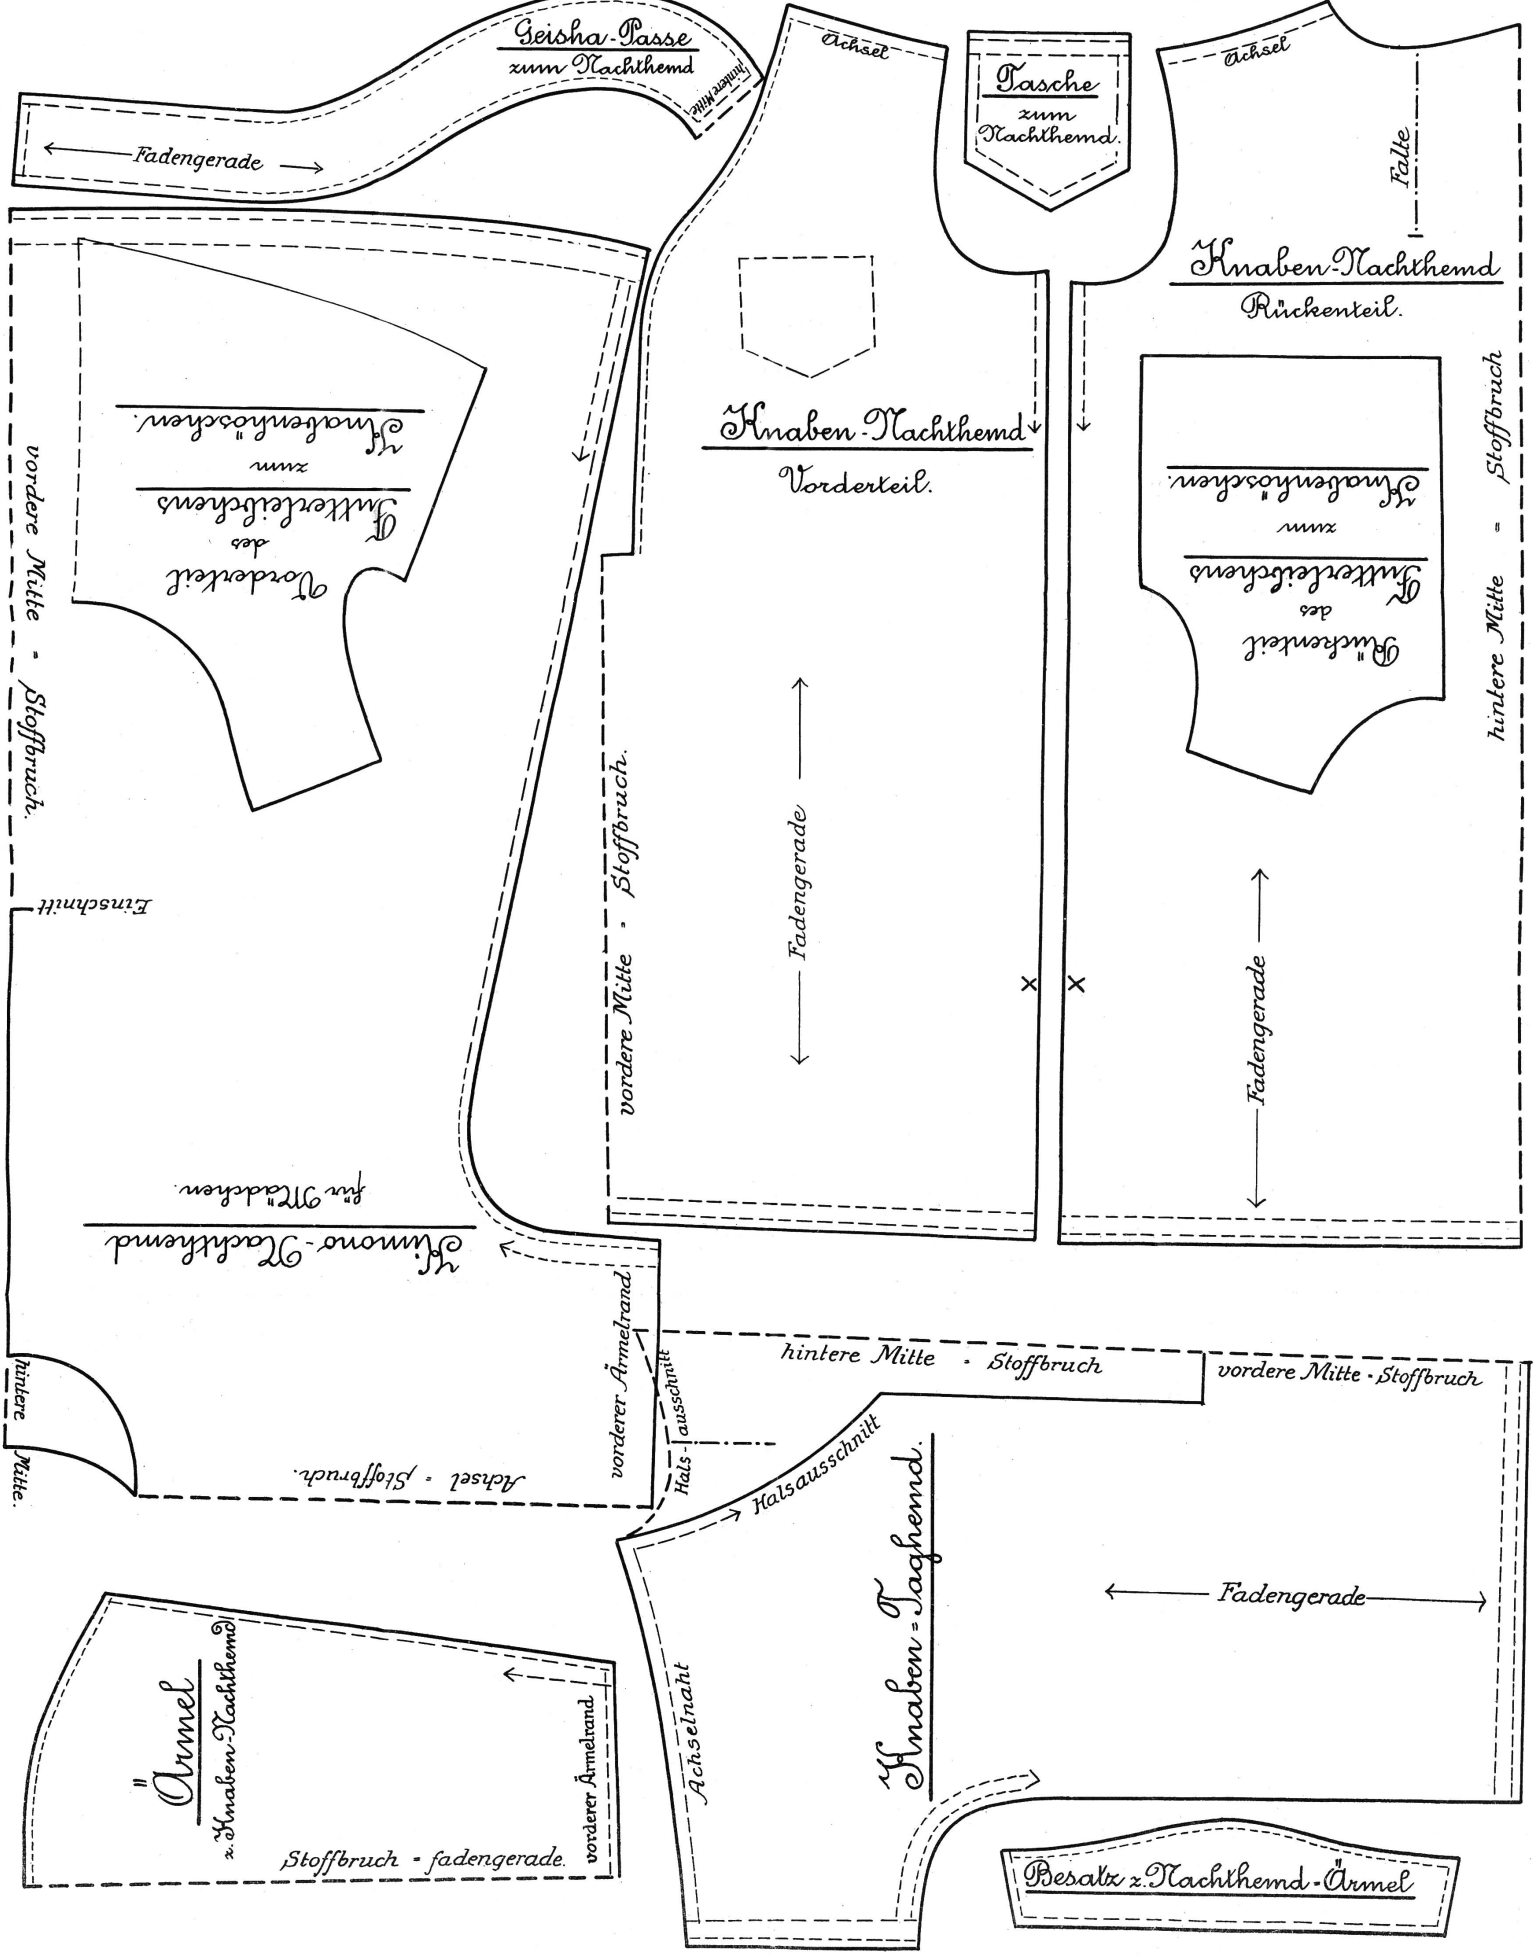 Geisha-Passe
zum Nachthemd
hintere Mitte
Fadengerade
Achsel
Tasche
zum
Nachthemd.
Achsel
Falte
Knaben-Nachthemd
Rückenteil.
hintere Mitte = Stoffbruch
Knaben-Nachthemd
Vorderteil.
vordere Mitte = Stoffbruch.
Fadengerade
Fadengerade
Vorderteil
des
Futterleibchens
zum
Knabenhöschen.
Rückenteil
des
Futterleibchens
zum
Knabenhöschen.
vordere Mitte = Stoffbruch.
Einschnitt
Kimono-Nachthemd
für Mädchen.
vorderer Ärmelrand
hintere Mitte.
Achsel = Stoffbruch.
hintere Mitte = Stoffbruch
vordere Mitte = Stoffbruch
Hals-ausschnitt
Halsausschnitt
Knaben=Taghemd.
Fadengerade
Achselnaht
Ärmel
z. Knaben-Nachthemd
vorderer Ärmelrand
Stoffbruch = fadengerade.
Besatz z. Nachthemd-Ärmel